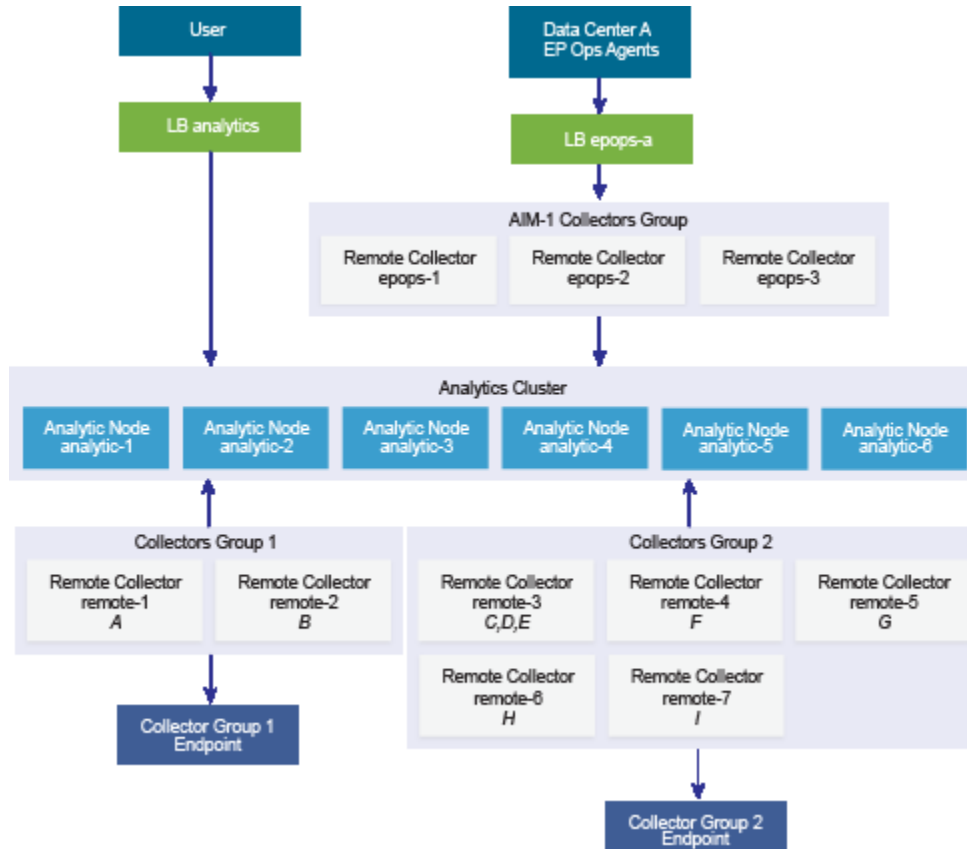 User
Data Center A
EP Ops Agents
LB analytics
LB epops-a
AIM-1 Collectors Group
Remote Collector
epops-1
Remote Collector
epops-2
Remote Collector
epops-3
Analytics Cluster
Analytic Node
analytic-1
Analytic Node
analytic-2
Analytic Node
analytic-3
Analytic Node
analytic-4
Analytic Node
analytic-5
Analytic Node
analytic-6
Collectors Group 1
Remote Collector
remote-1
A
Remote Collector
remote-2
B
Collector Group 1
Endpoint
Collectors Group 2
Remote Collector
remote-3
C,D,E
Remote Collector
remote-4
F
Remote Collector
remote-5
G
Remote Collector
remote-6
H
Remote Collector
remote-7
I
Collector Group 2
Endpoint